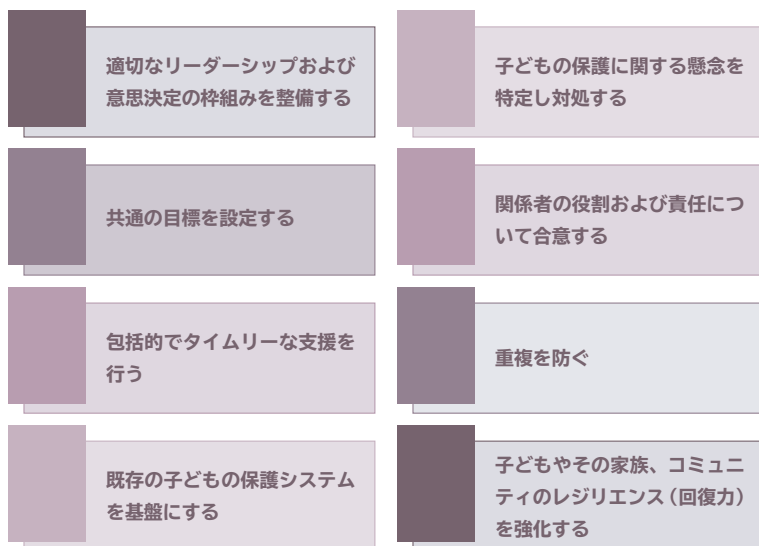 適切なリーダーシップおよび
意思決定の枠組みを整備する
子どもの保護に関する懸念を
特定し対処する
共通の目標を設定する
関係者の役割および責任につ
いて合意する
包括的でタイムリーな支援を
行う
重複を防ぐ
既存の子どもの保護システム
を基盤にする
子どもやその家族、コミュニ
ティのレジリエンス（回復力）
を強化する